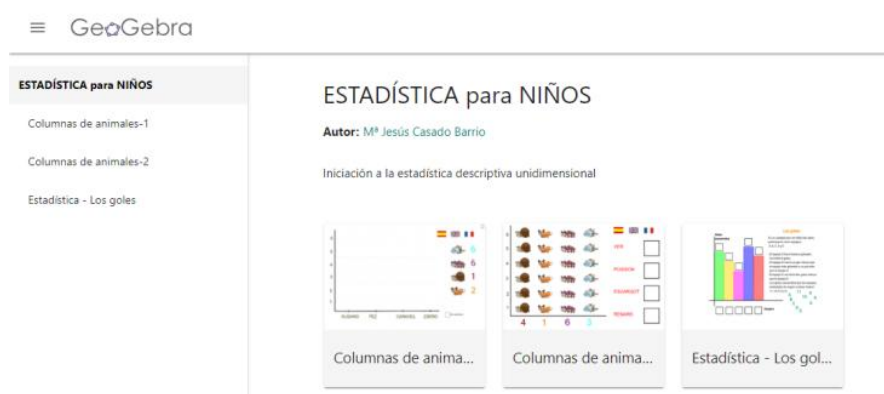 GeoGebra
ESTADÍSTICA para NIÑOS
Columnas de animales-1
Columnas de animales-2
Estadística - Los goles
ESTADÍSTICA para NIÑOS
Autor: Mª Jesús Casado Barrio
Iniciación a la estadística descriptiva unidimensional
6
6
1
2
4 1 6 3
Columnas de anima...
Columnas de anima...
Estadística - Los gol...